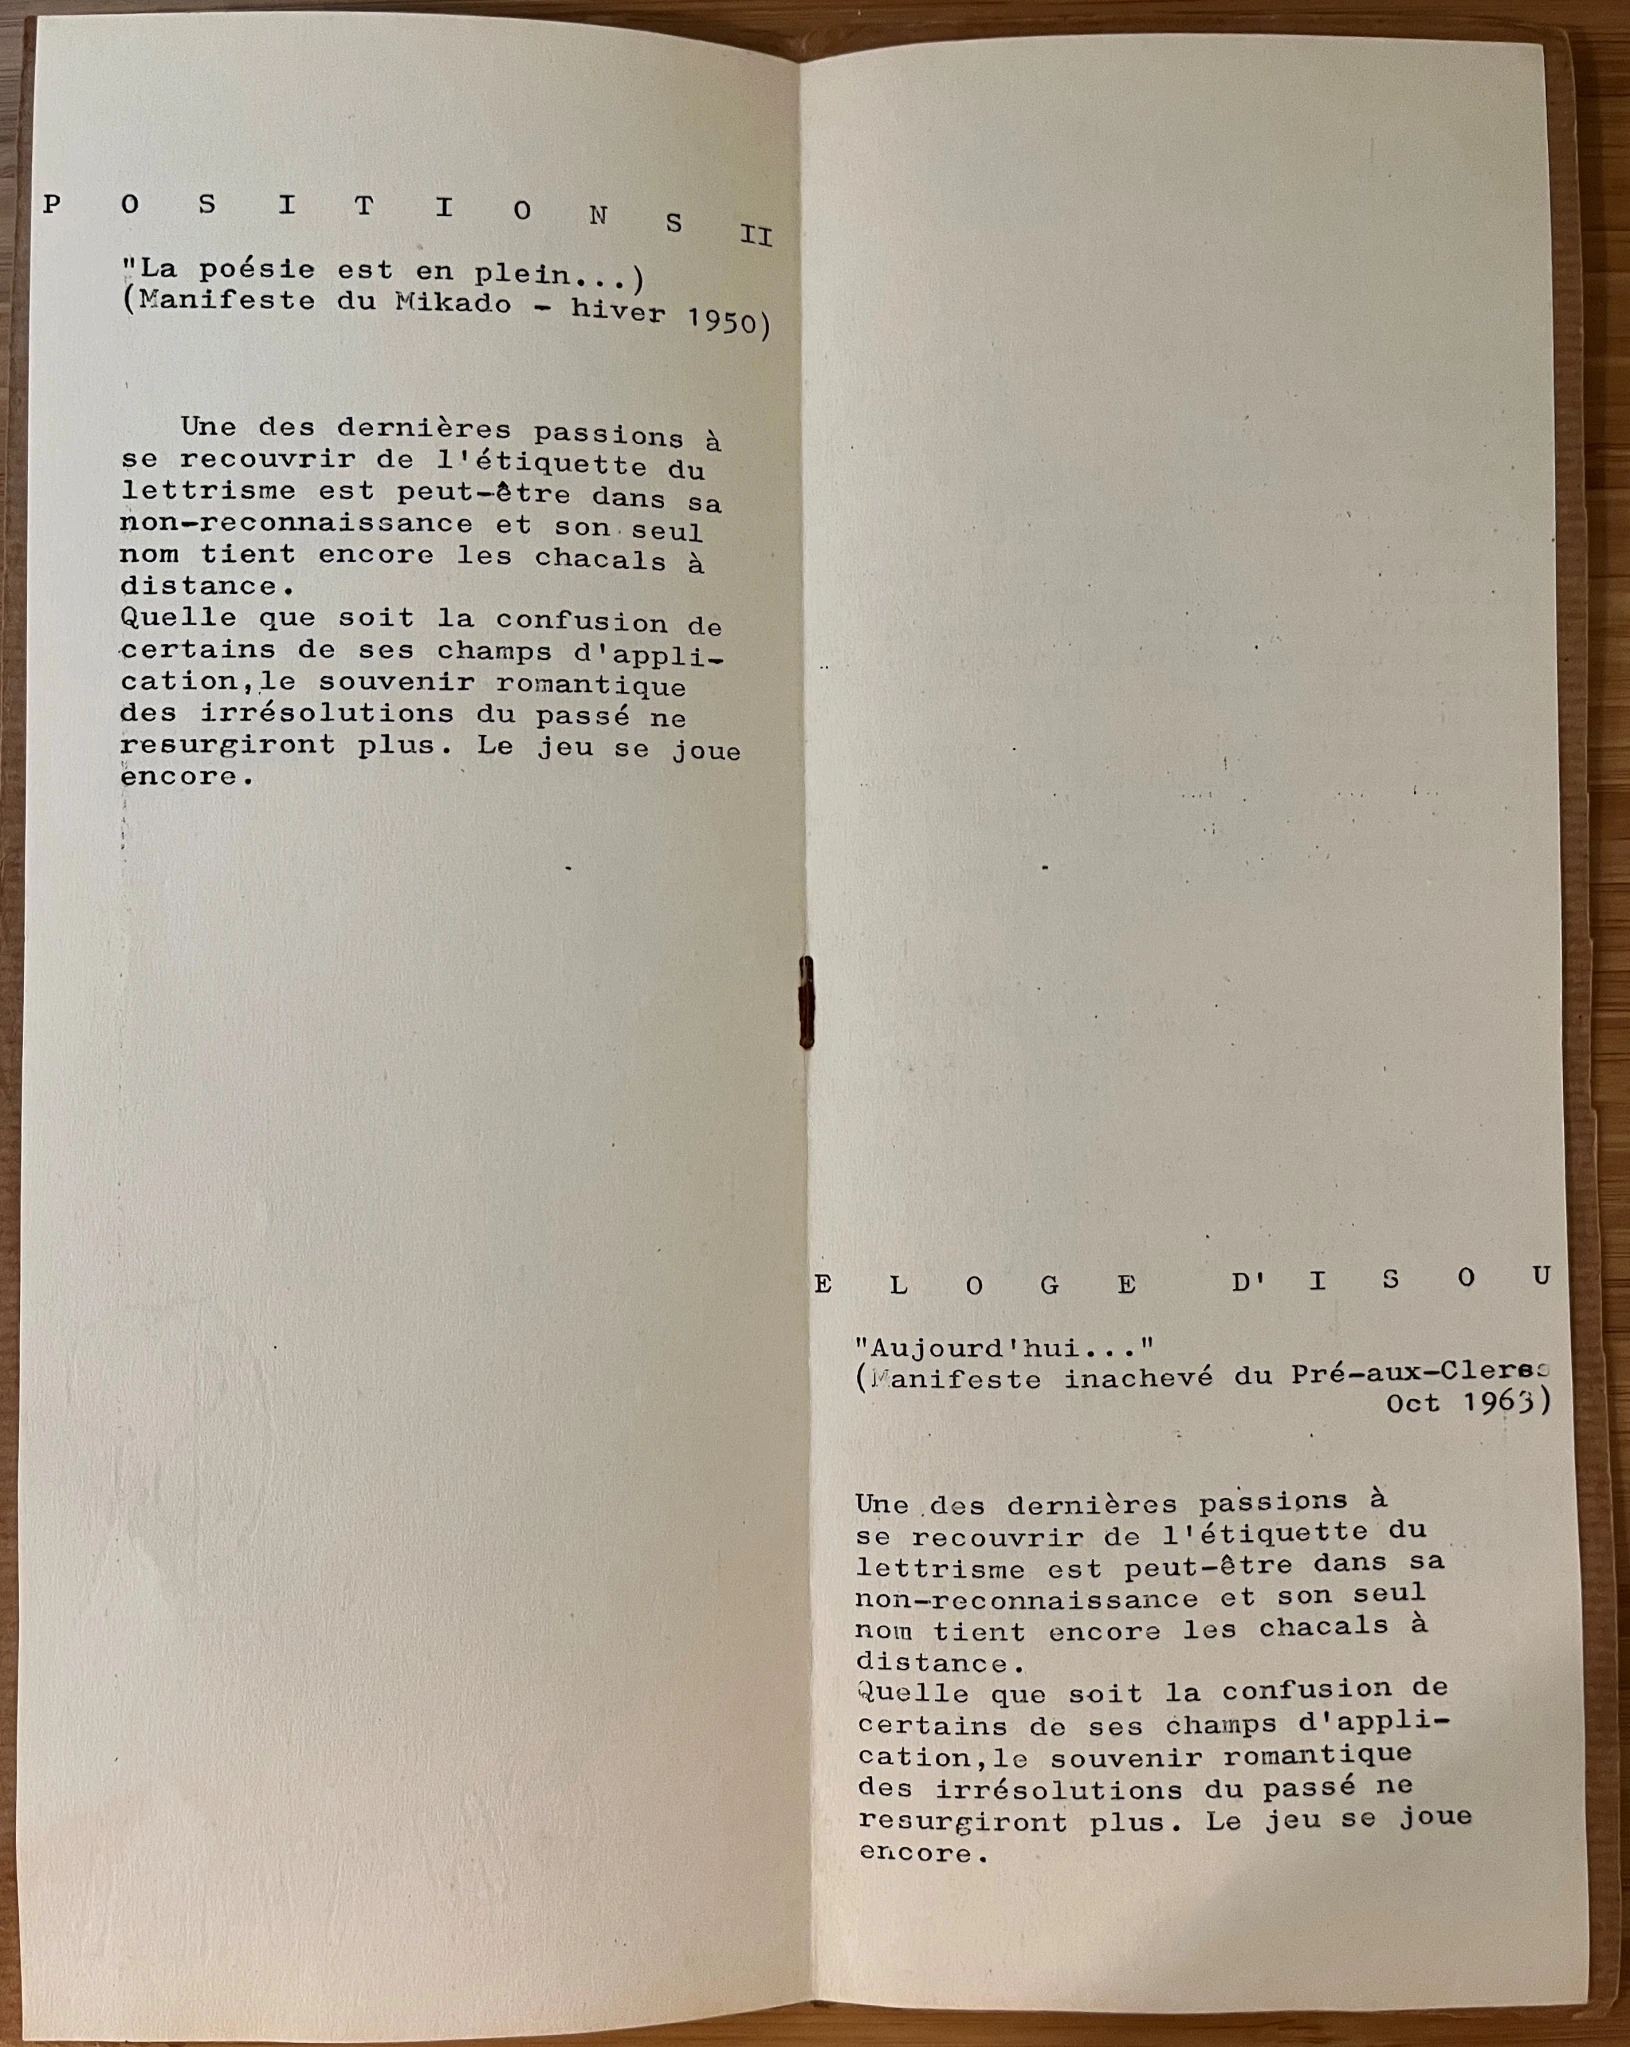 P O S I T I O N S II
"La poésie est en plein...)
(Manifeste du Mikado - hiver 1950)
Une des dernières passions à
se recouvrir de l'étiquette du
lettrisme est peut-être dans sa
non-reconnaissance et son seul
nom tient encore les chacals à
distance.
Quelle que soit la confusion de
certains de ses champs d'appli-
cation,le souvenir romantique
des irrésolutions du passé ne
resurgiront plus. Le jeu se joue
encore.
E L O G E D' I S O U
"Aujourd'hui..."
(Manifeste inachevé du Pré-aux-Clercs
Oct 1963)
Une des dernières passions à
se recouvrir de l'étiquette du
lettrisme est peut-être dans sa
non-reconnaissance et son seul
nom tient encore les chacals à
distance.
Quelle que soit la confusion de
certains de ses champs d'appli-
cation,le souvenir romantique
des irrésolutions du passé ne
resurgiront plus. Le jeu se joue
encore.